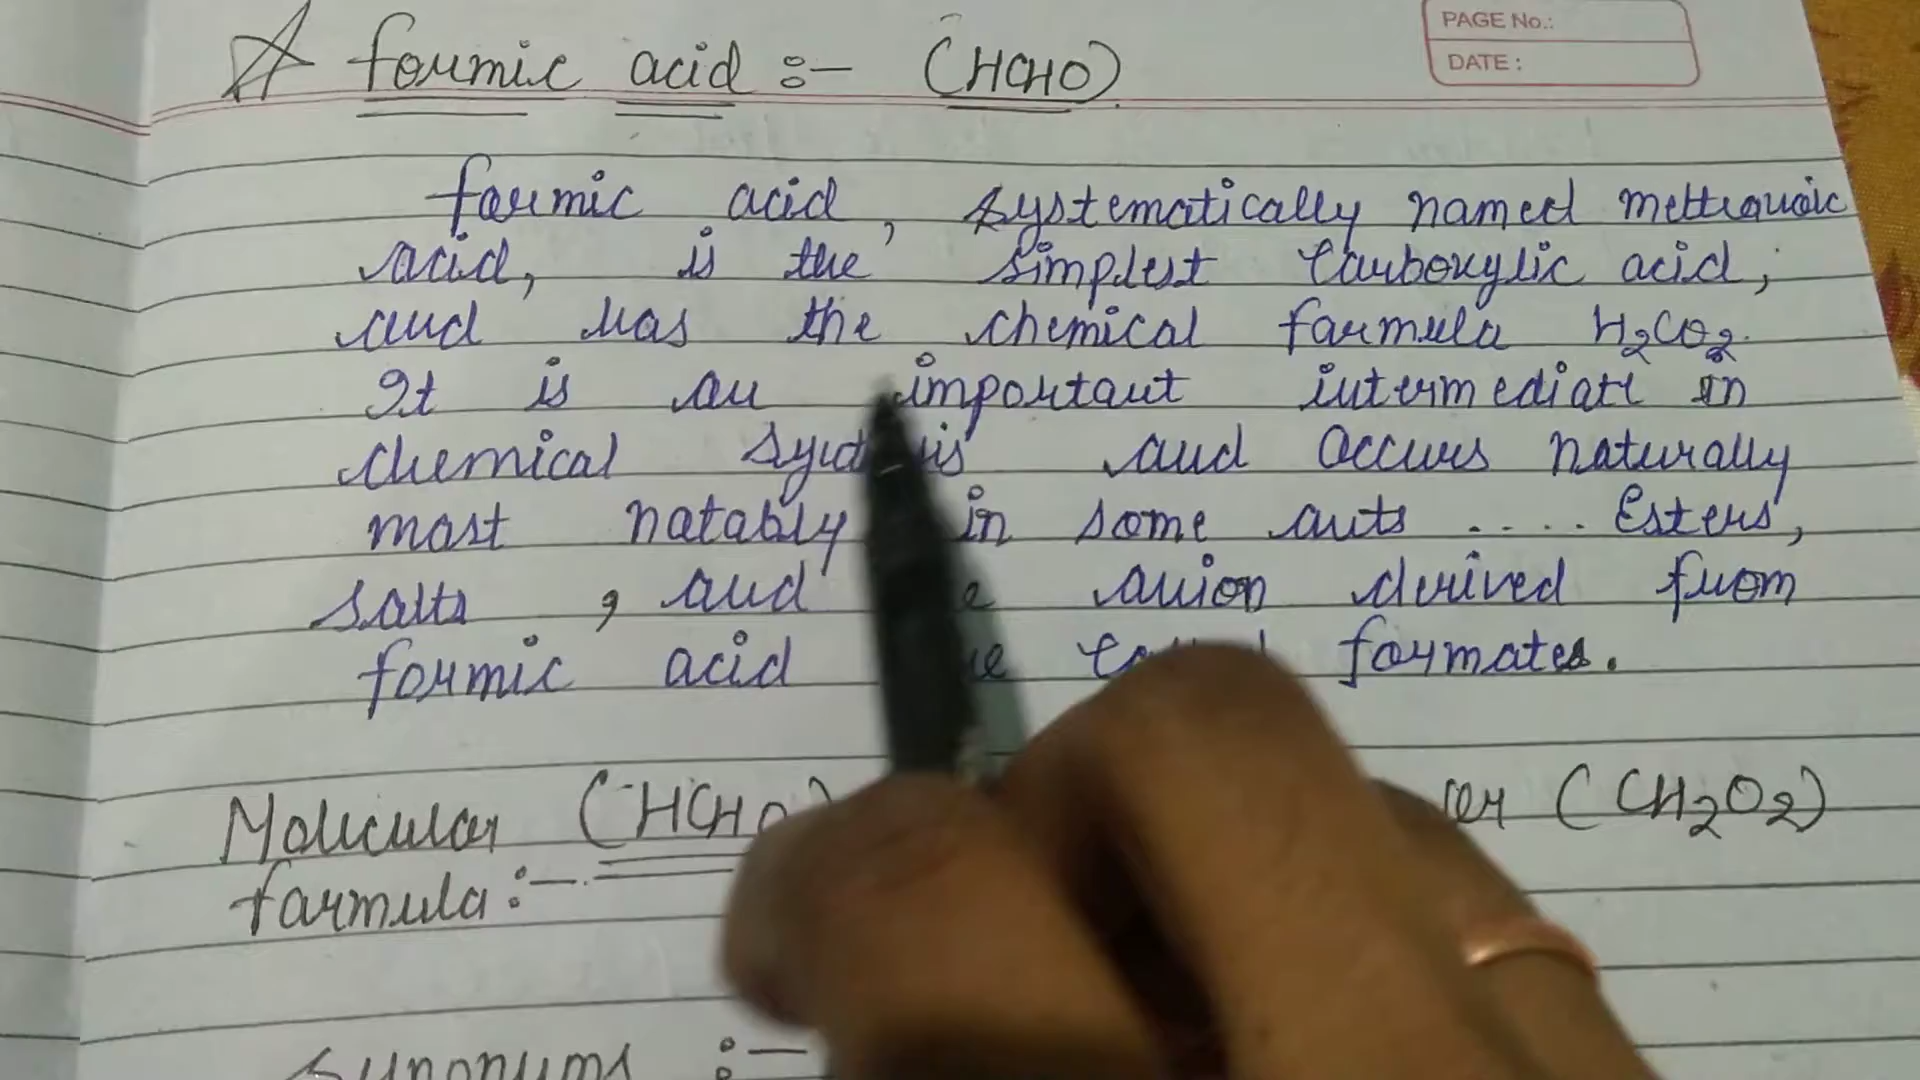 PAGE No.:
DATE:
A formic acid :- (HCHO)
formic acid, systematically named methanoic
acid, is the simplest carboxylic acid,
and has the chemical formula H2CO2.
It is an important intermediate in
chemical and occurs naturally
most notably in some ants .... Esters,
salts, and anion derived from
formic acid formates.
Molecular (HCHO) or (CH2O2)
formula :-
synonyms :-